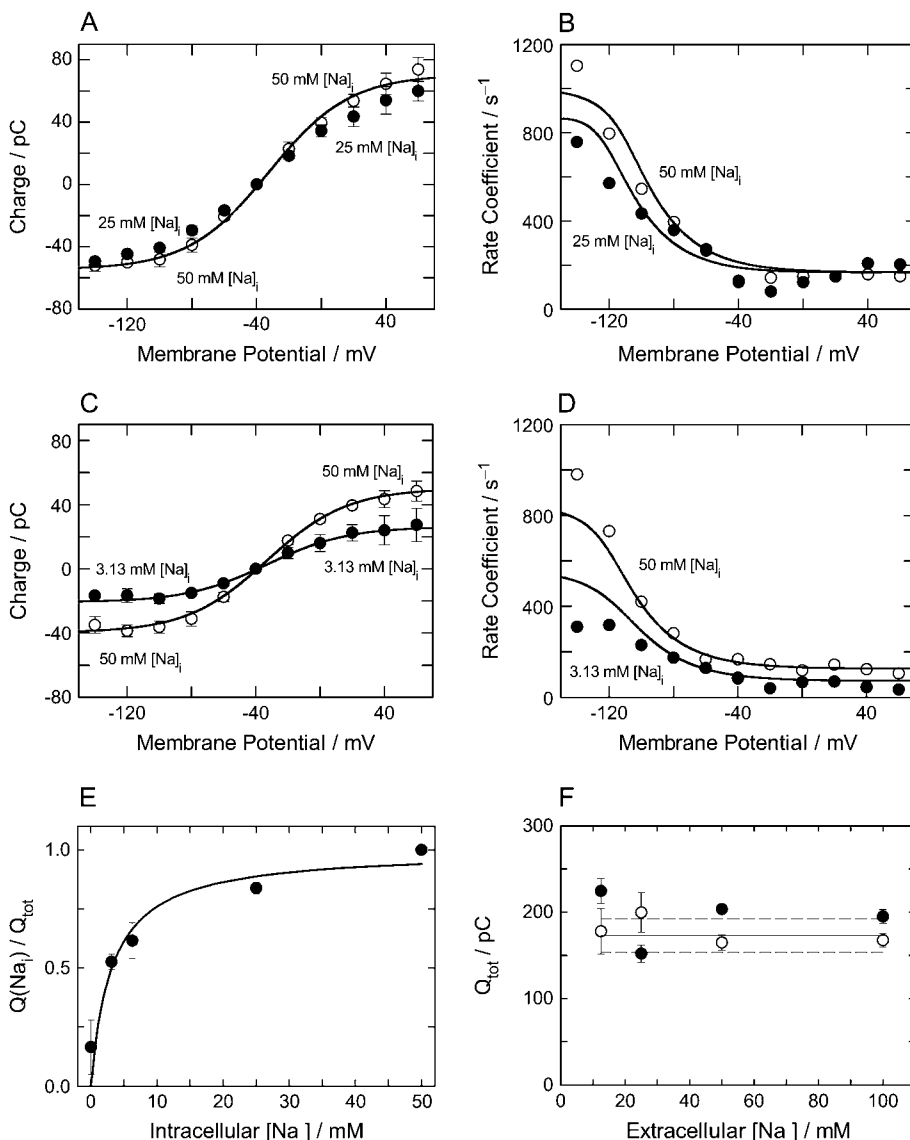 A
80
40
0
-40
-80
Charge / pC
50 mM [Na]i
25 mM [Na]i
25 mM [Na]i
50 mM [Na]i
-120
-40
40
Membrane Potential / mV
B
1200
800
400
0
Rate Coefficient / s⁻¹
50 mM [Na]i
25 mM [Na]i
-120
-40
40
Membrane Potential / mV
C
80
40
0
-40
-80
Charge / pC
50 mM [Na]i
3.13 mM [Na]i
3.13 mM [Na]i
50 mM [Na]i
-120
-40
40
Membrane Potential / mV
D
1200
800
400
0
Rate Coefficient / s⁻¹
50 mM [Na]i
3.13 mM [Na]i
-120
-40
40
Membrane Potential / mV
E
1.0
0.5
0.0
Q(Nai) / Qtot
0
10
20
30
40
50
Intracellular [Na ] / mM
F
300
200
100
0
Qtot / pC
0
20
40
60
80
100
Extracellular [Na ] / mM